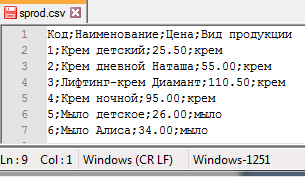 sprod.csv
1 Код;Наименование;Цена;Вид продукции
2 1;Крем детский;25.50;крем
3 2;Крем дневной Наташа;55.00;крем
4 3;Лифтинг-крем Диамант;110.50;крем
5 4;Крем ночной;95.00;крем
6 5;Мыло детское;26.00;мыло
7 6;Мыло Алиса;34.00;мыло
Ln : 9 Col : 1 Windows (CR LF) Windows-1251